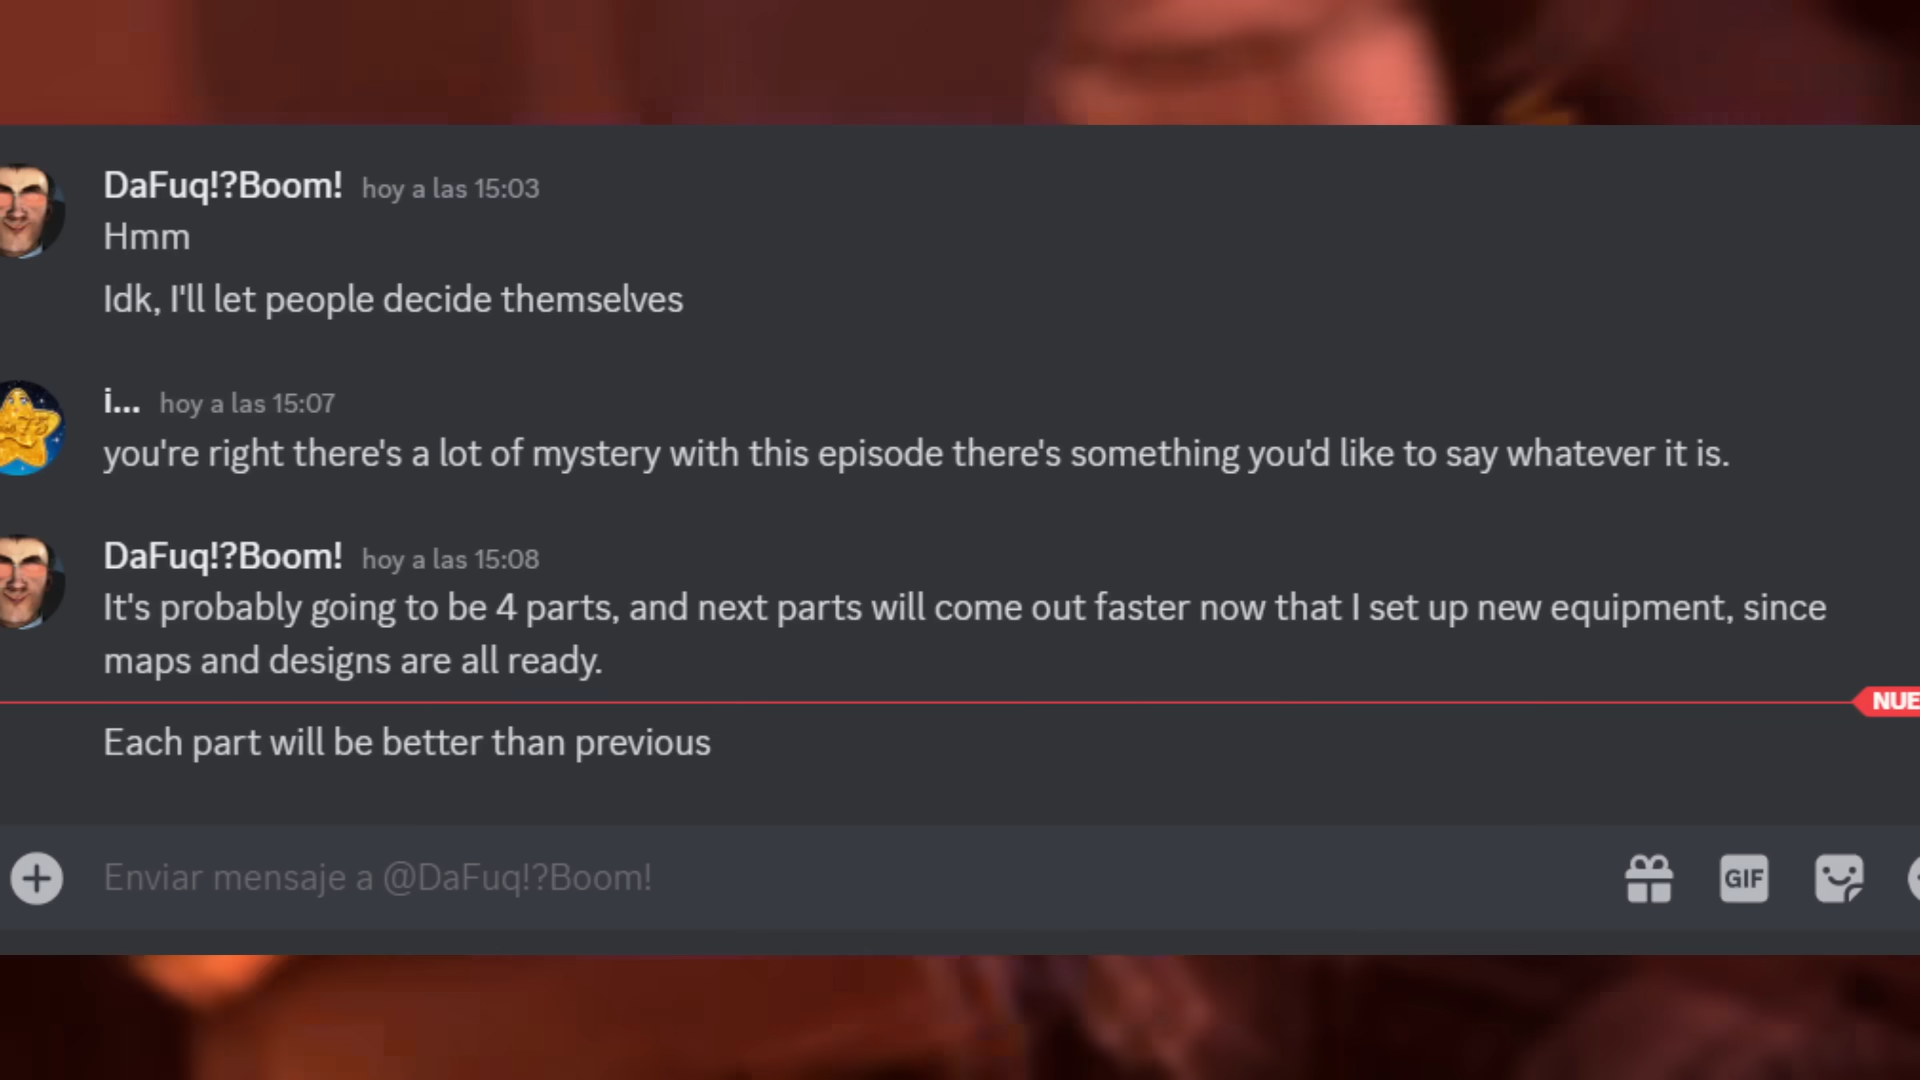 DaFuq!?Boom! hoy a las 15:03
Hmm
Idk, I'll let people decide themselves
i... hoy a las 15:07
you're right there's a lot of mystery with this episode there's something you'd like to say whatever it is.
DaFuq!?Boom! hoy a las 15:08
It's probably going to be 4 parts, and next parts will come out faster now that I set up new equipment, since
maps and designs are all ready.
NUE
Each part will be better than previous
Enviar mensaje a @DaFuq!?Boom!
GIF